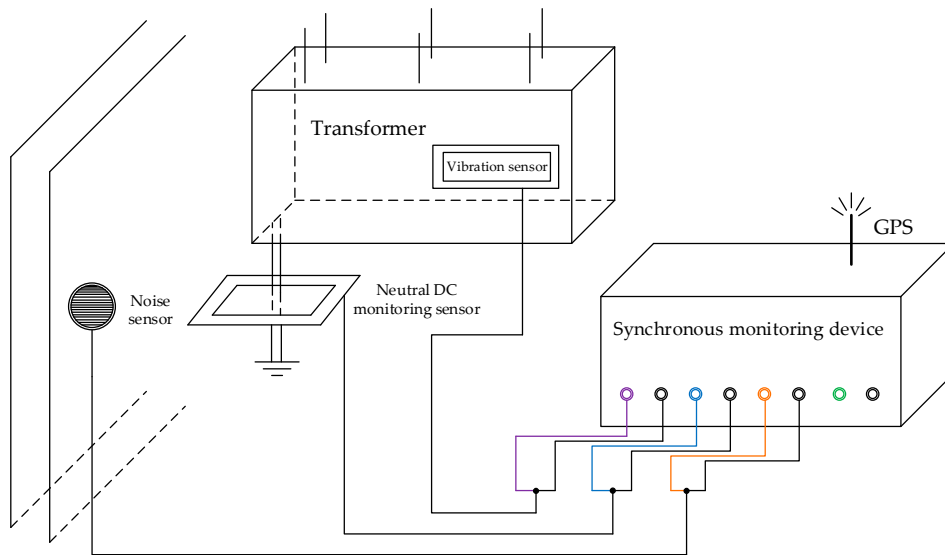 Transformer
Vibration sensor
GPS
Noise
sensor
Neutral DC
monitoring sensor
Synchronous monitoring device